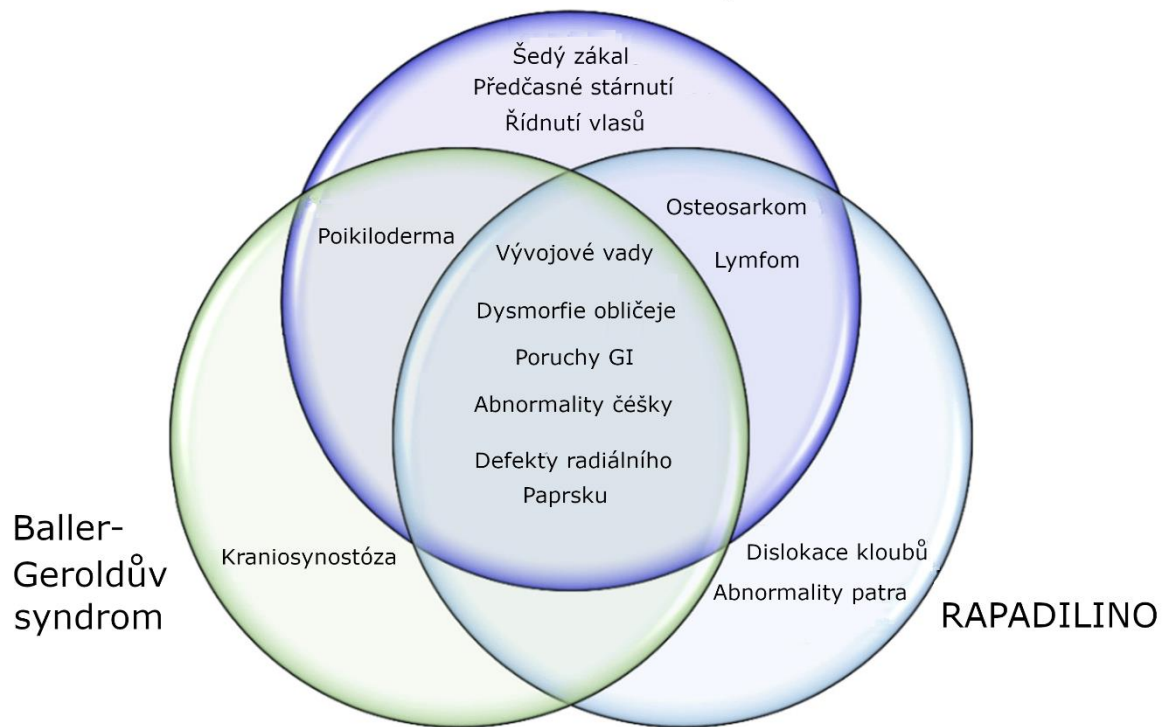 Šedý zákal
Předčasné stárnutí
Řídnutí vlasů
Osteosarkom
Poikiloderma
Lymfom
Vývojové vady
Dysmorfie obličeje
Poruchy GI
Abnormality čéšky
Defekty radiálního
Paprsku
Baller-
Geroldův
syndrom
Kraniosynostóza
Dislokace kloubů
Abnormality patra
RAPADILINO